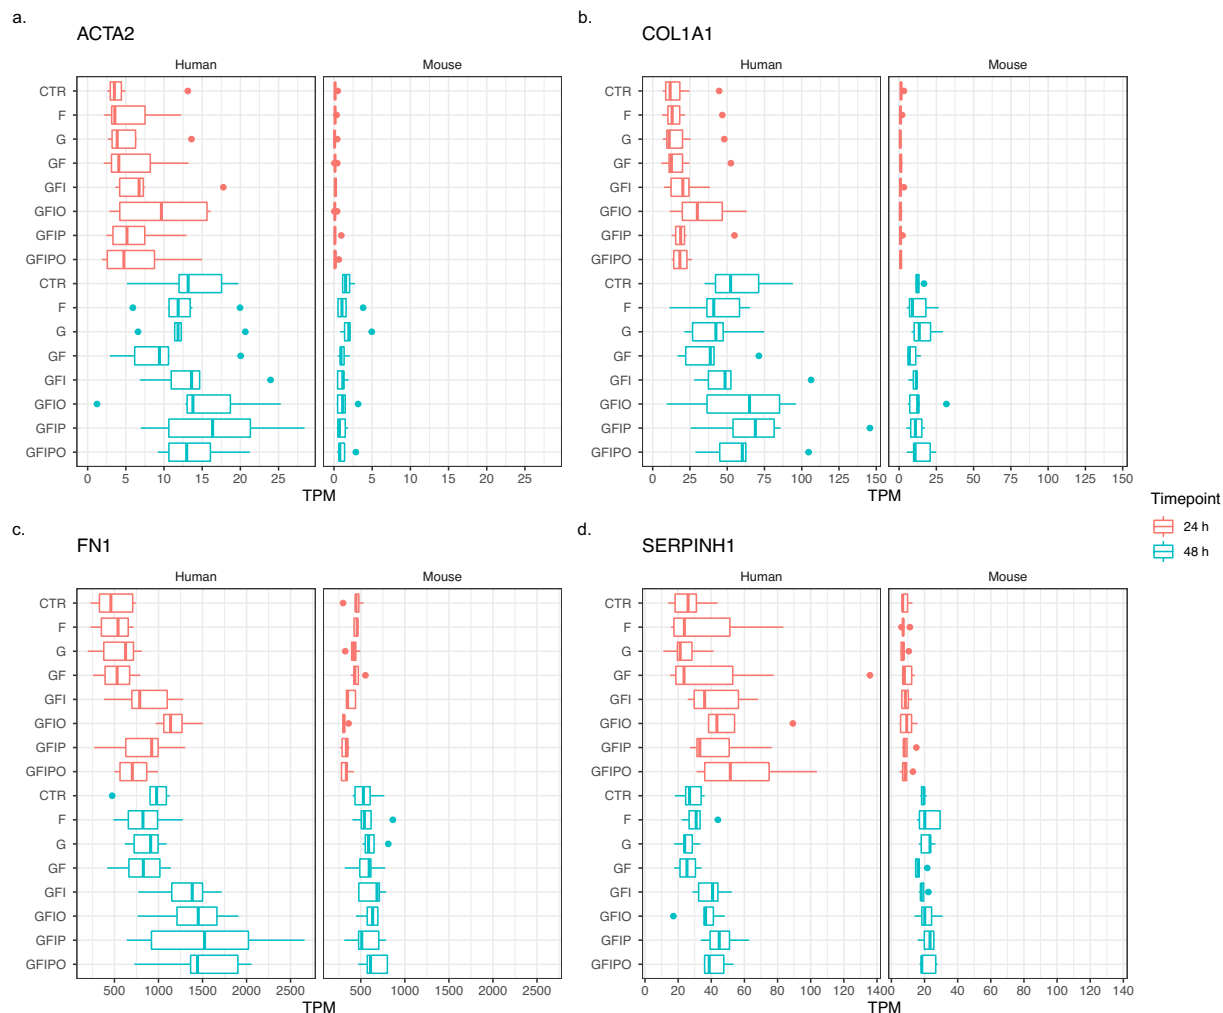 a.
ACTA2
Human Mouse
CTR
F
G
GF
GFI
GFIO
GFIP
GFIPO
CTR
F
G
GF
GFI
GFIO
GFIP
GFIPO
0 5 10 15 20 25 0 5 10 15 20 25
TPM
b.
COL1A1
Human Mouse
CTR
F
G
GF
GFI
GFIO
GFIP
GFIPO
CTR
F
G
GF
GFI
GFIO
GFIP
GFIPO
0 25 50 75 100 125 150 0 25 50 75 100 125 150
TPM
Timepoint
24 h
48 h
c.
FN1
Human Mouse
CTR
F
G
GF
GFI
GFIO
GFIP
GFIPO
CTR
F
G
GF
GFI
GFIO
GFIP
GFIPO
500 1000 1500 2000 2500 500 1000 1500 2000 2500
TPM
d.
SERPINH1
Human Mouse
CTR
F
G
GF
GFI
GFIO
GFIP
GFIPO
CTR
F
G
GF
GFI
GFIO
GFIP
GFIPO
0 20 40 60 80 100 120 140 0 20 40 60 80 100 120 140
TPM